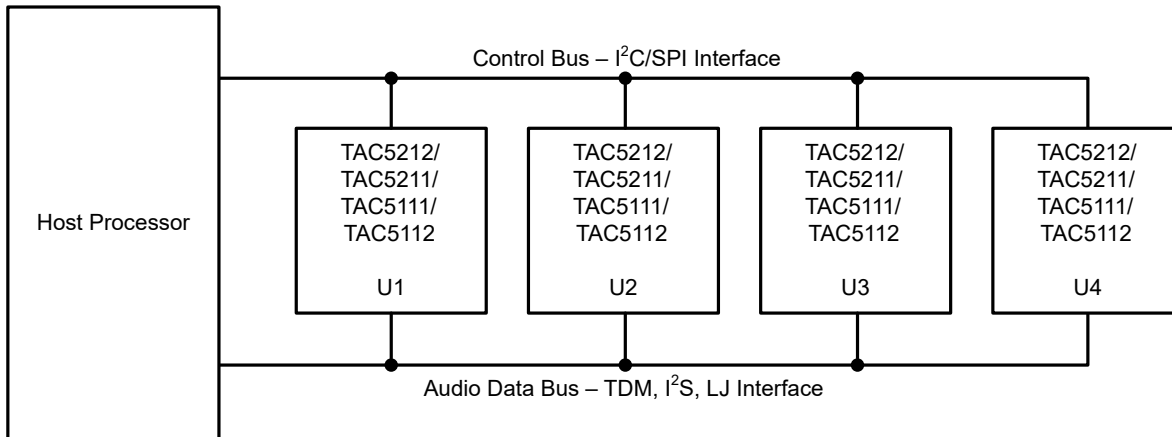 Control Bus – I²C/SPI Interface
Host Processor
TAC5212/
TAC5211/
TAC5111/
TAC5112
U1
TAC5212/
TAC5211/
TAC5111/
TAC5112
U2
TAC5212/
TAC5211/
TAC5111/
TAC5112
U3
TAC5212/
TAC5211/
TAC5111/
TAC5112
U4
Audio Data Bus – TDM, I²S, LJ Interface